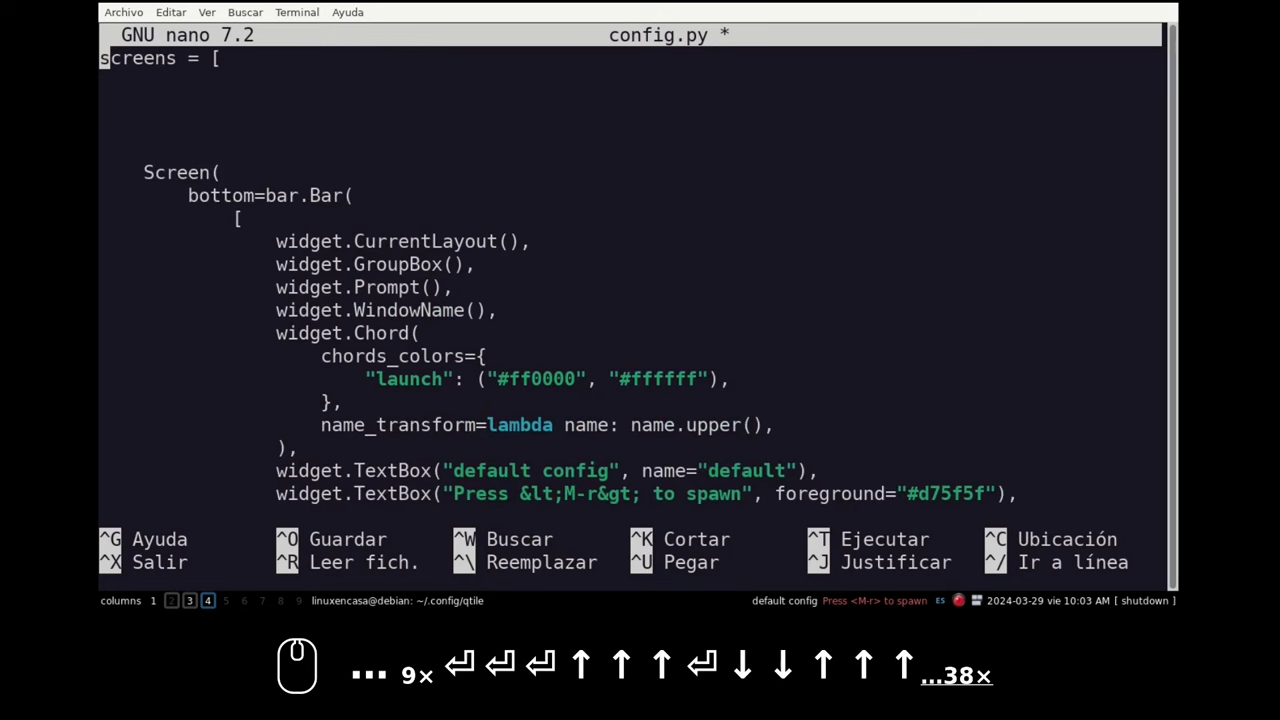 Archivo Editar Ver Buscar Terminal Ayuda
GNU nano 7.2 config.py *
screens = [
Screen(
bottom=bar.Bar(
[
widget.CurrentLayout(),
widget.GroupBox(),
widget.Prompt(),
widget.WindowName(),
widget.Chord(
chords_colors={
"launch": ("#ff0000", "#ffffff"),
},
name_transform=lambda name: name.upper(),
),
widget.TextBox("default config", name="default"),
widget.TextBox("Press &lt;M-r&gt; to spawn", foreground="#d75f5f"),
^G Ayuda ^O Guardar ^W Buscar ^K Cortar ^T Ejecutar ^C Ubicación
^X Salir ^R Leer fich. ^\ Reemplazar ^U Pegar ^J Justificar ^/ Ir a línea
columns 1 2 3 4 5 6 7 8 9 linuxencasa@debian: ~/.config/qtile default config Press <M-r> to spawn ES 2024-03-29 vie 10:03 AM [ shutdown ]
... 9× ⏎ ⏎ ⏎ ↑ ↑ ↑ ⏎ ↓ ↓ ↑ ↑ ↑ ...38×